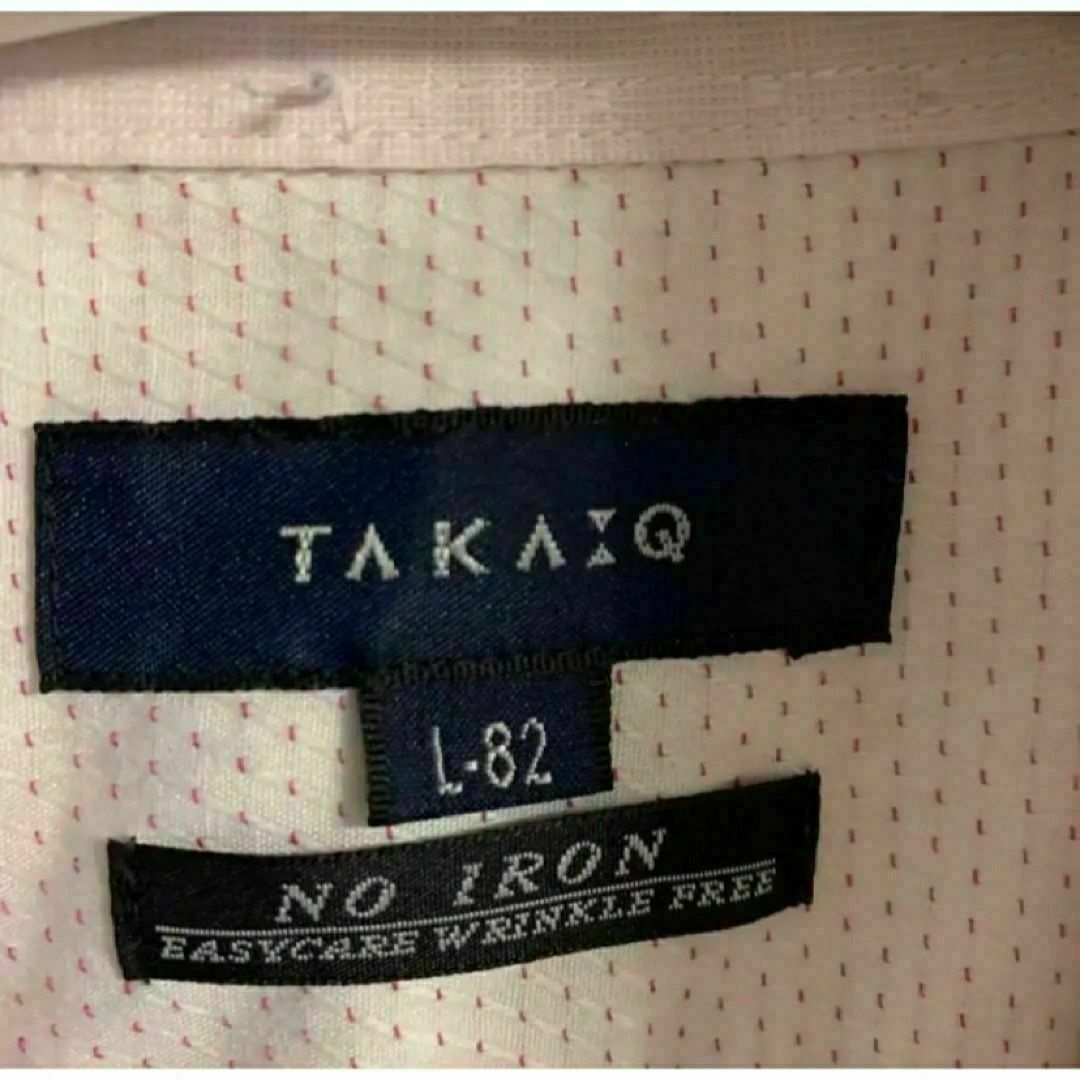 TAKA:Q
L-82
NO IRON
EASYCARE WRINKLE FREE